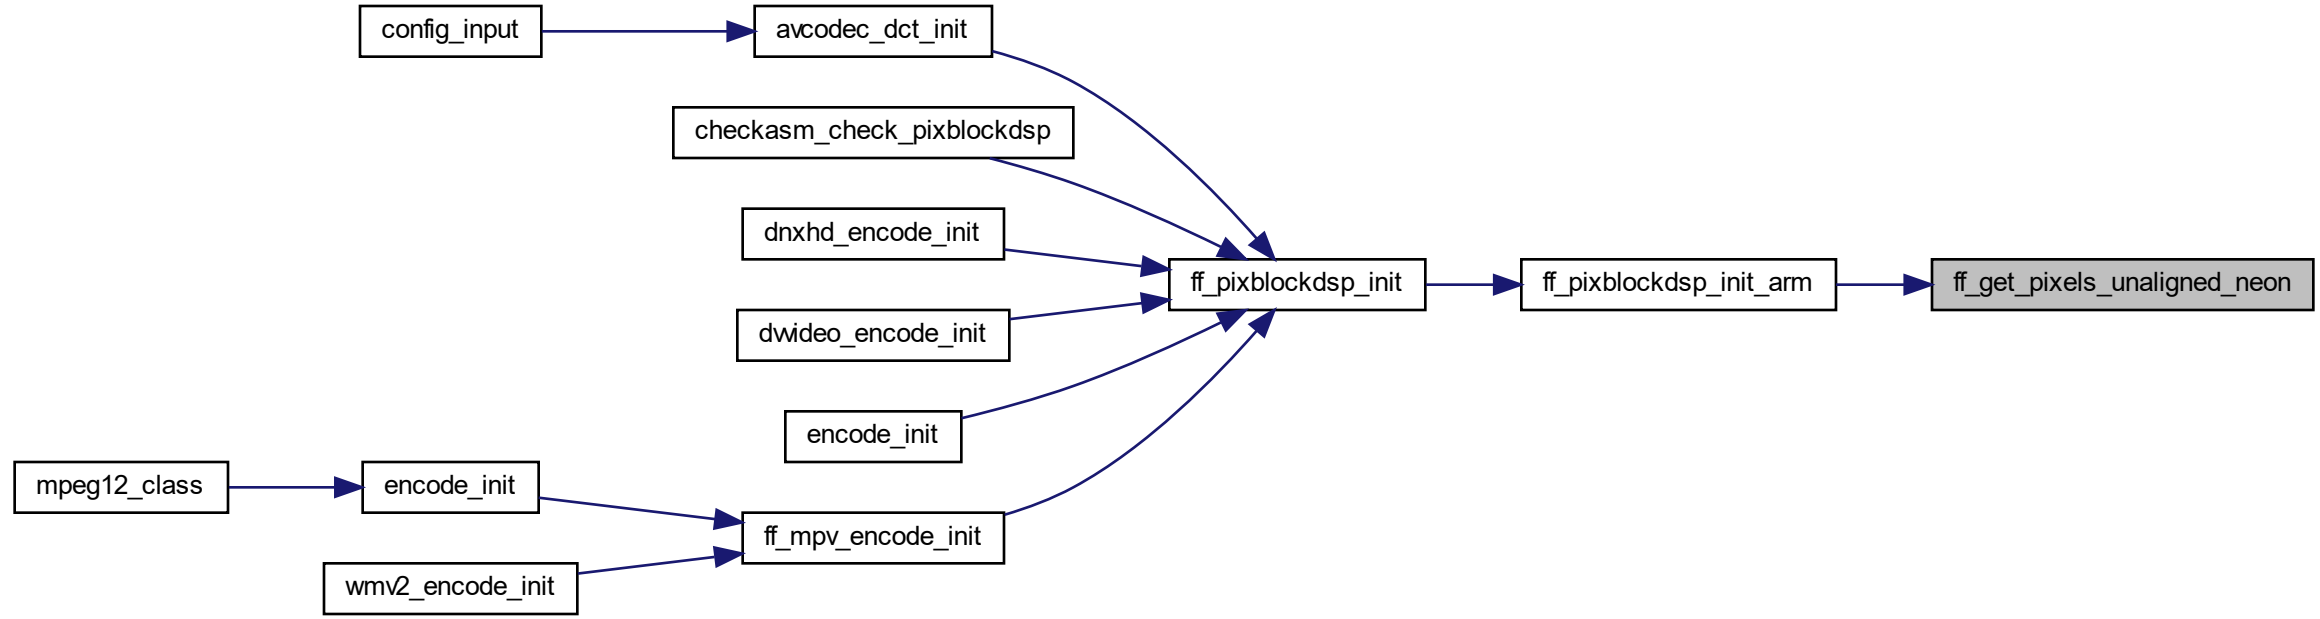 config_input
avcodec_dct_init
checkasm_check_pixblockdsp
dnxhd_encode_init
ff_pixblockdsp_init
ff_pixblockdsp_init_arm
ff_get_pixels_unaligned_neon
dvvideo_encode_init
encode_init
mpeg12_class
encode_init
ff_mpv_encode_init
wmv2_encode_init